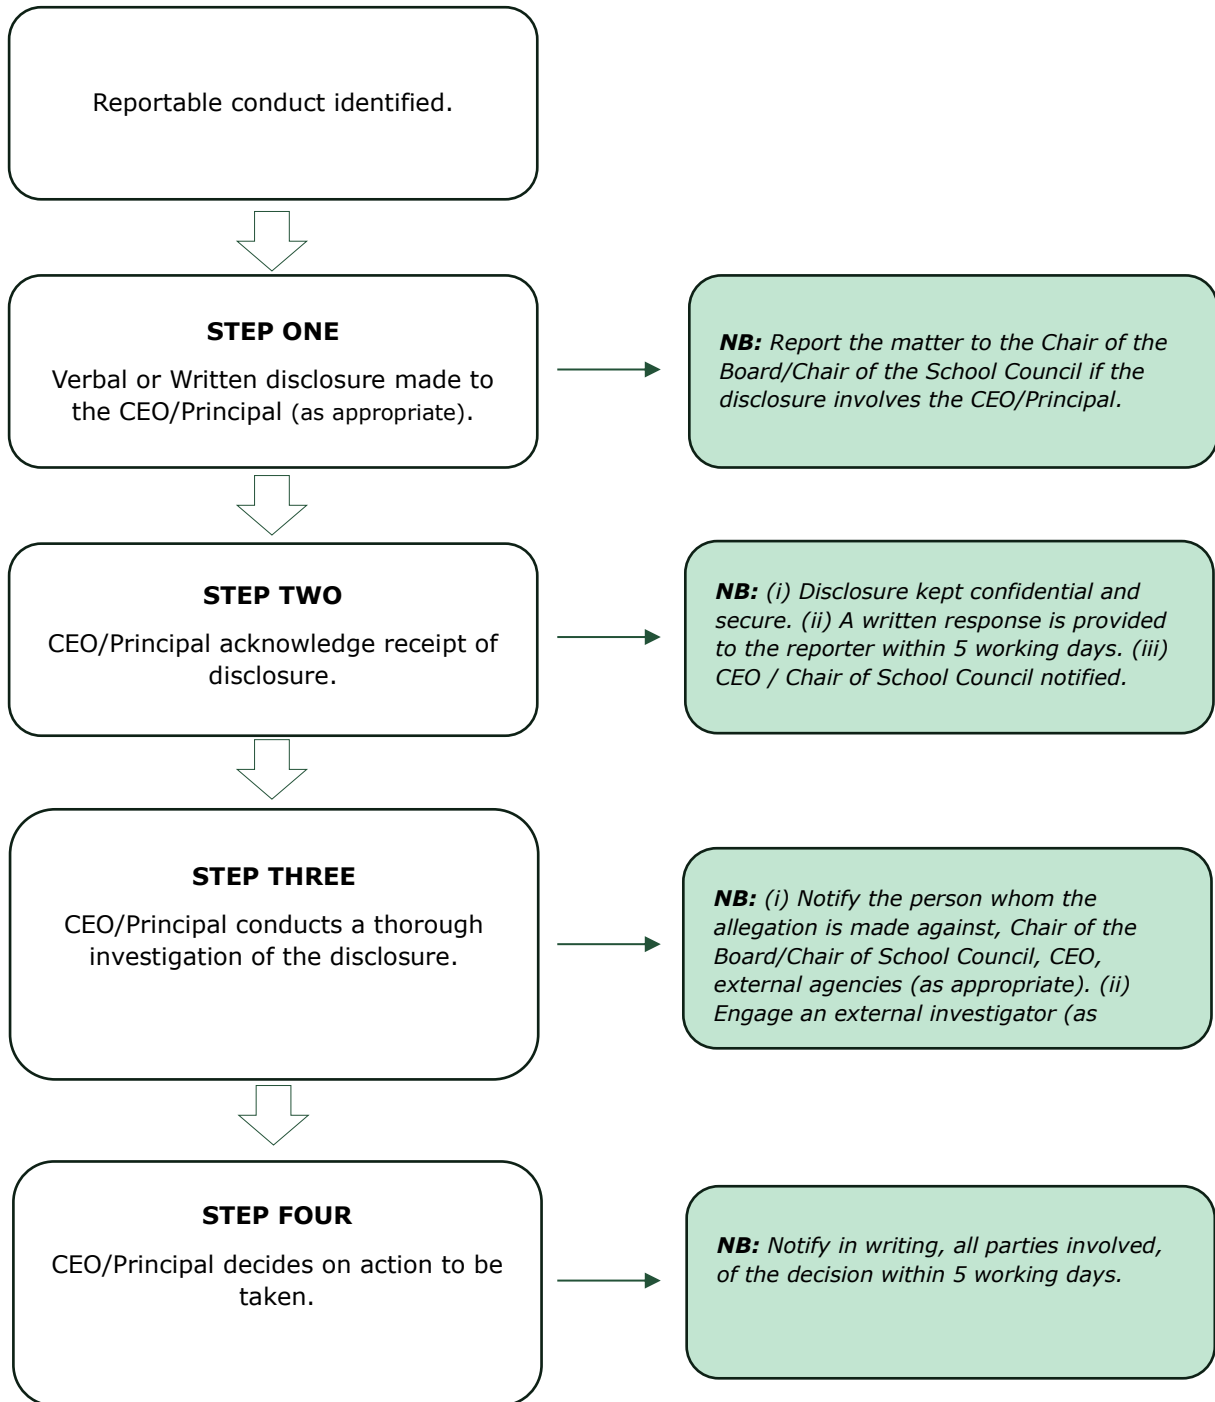 Reportable conduct identified.
STEP ONE
Verbal or Written disclosure made to
the CEO/Principal (as appropriate).
NB: Report the matter to the Chair of the
Board/Chair of the School Council if the
disclosure involves the CEO/Principal.
STEP TWO
CEO/Principal acknowledge receipt of
disclosure.
NB: (i) Disclosure kept confidential and
secure. (ii) A written response is provided
to the reporter within 5 working days. (iii)
CEO / Chair of School Council notified.
STEP THREE
CEO/Principal conducts a thorough
investigation of the disclosure.
NB: (i) Notify the person whom the
allegation is made against, Chair of the
Board/Chair of School Council, CEO,
external agencies (as appropriate). (ii)
Engage an external investigator (as
STEP FOUR
CEO/Principal decides on action to be
taken.
NB: Notify in writing, all parties involved,
of the decision within 5 working days.